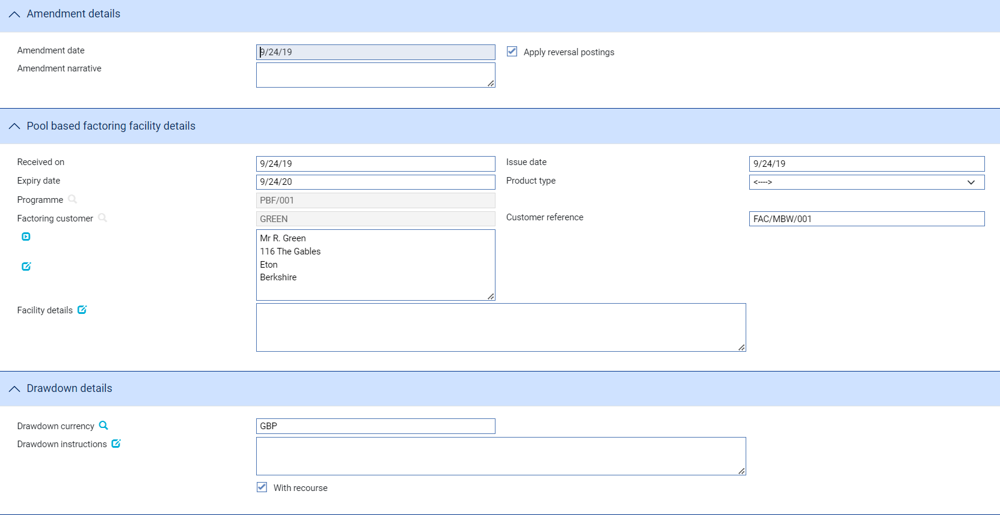 Amendment details
Amendment date 9/24/19 Apply reversal postings
Amendment narrative
Pool based factoring facility details
Received on 9/24/19 Issue date 9/24/19
Expiry date 9/24/20 Product type <---->
Programme PBF/001
Factoring customer GREEN Customer reference FAC/MBW/001
Mr R. Green
116 The Gables
Eton
Berkshire
Facility details
Drawdown details
Drawdown currency GBP
Drawdown instructions
With recourse